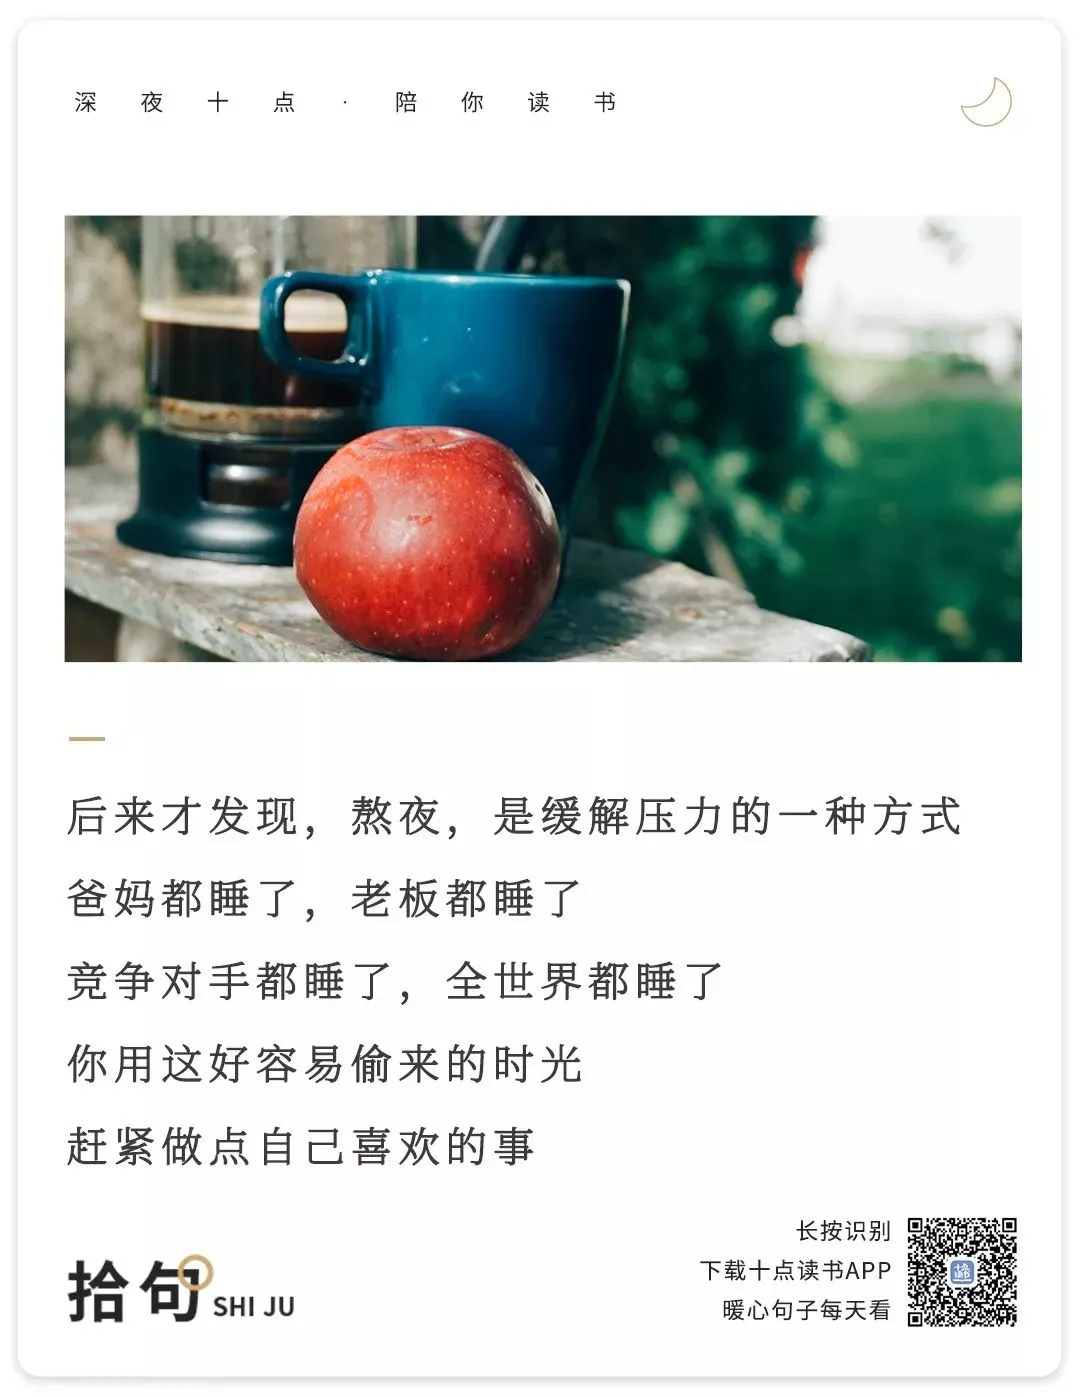 深夜十点·陪你读书
后来才发现，熬夜，是缓解压力的一种方式
爸妈都睡了，老板都睡了
竞争对手都睡了，全世界都睡了
你用这好容易偷来的时光
赶紧做点自己喜欢的事
拾句 SHI JU
长按识别
下载十点读书APP
暖心句子每天看
十点
读书